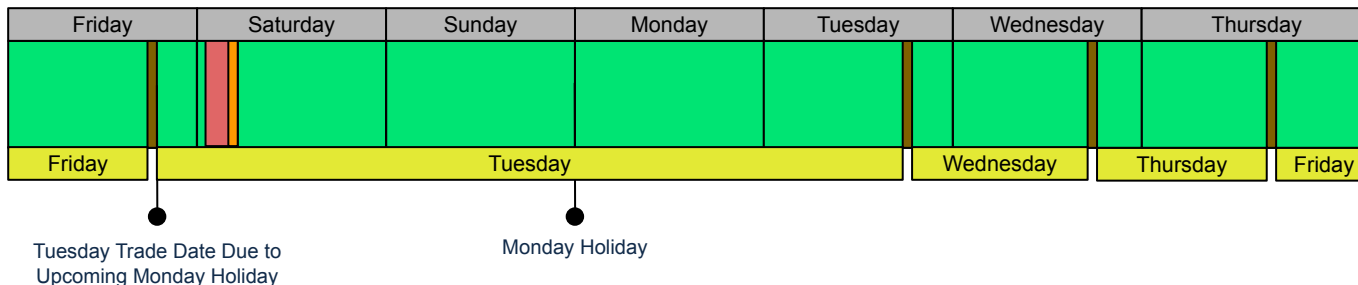 Friday
Saturday
Sunday
Monday
Tuesday
Wednesday
Thursday
Friday
Tuesday
Wednesday
Thursday
Friday
Tuesday Trade Date Due to
Upcoming Monday Holiday
Monday Holiday